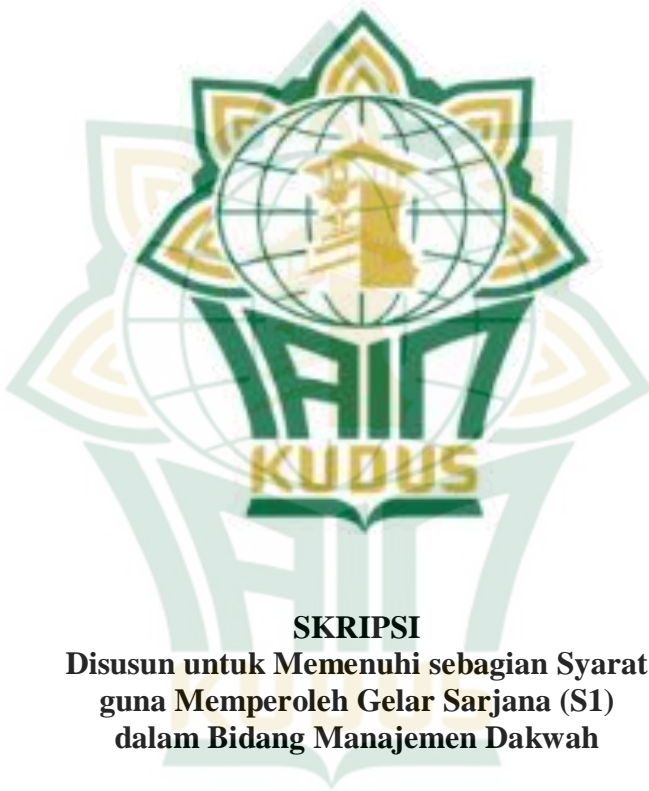 IAIN
KUDUS
SKRIPSI
Disusun untuk Memenuhi sebagian Syarat
guna Memperoleh Gelar Sarjana (S1)
dalam Bidang Manajemen Dakwah